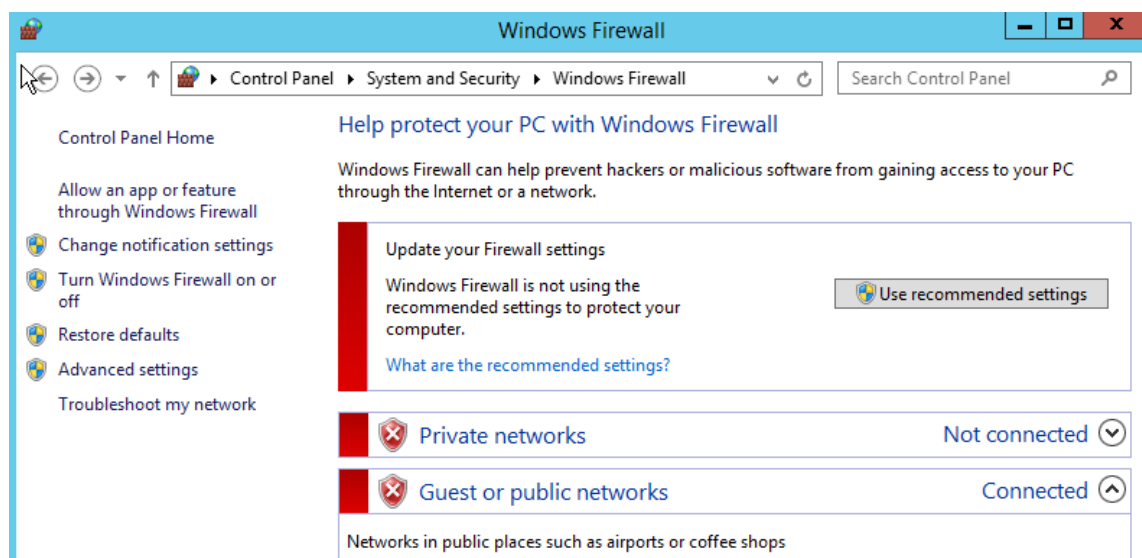 Windows Firewall
Control Panel ▸ System and Security ▸ Windows Firewall
Search Control Panel
Control Panel Home
Allow an app or feature
through Windows Firewall
Change notification settings
Turn Windows Firewall on or
off
Restore defaults
Advanced settings
Troubleshoot my network
Help protect your PC with Windows Firewall
Windows Firewall can help prevent hackers or malicious software from gaining access to your PC
through the Internet or a network.
Update your Firewall settings
Windows Firewall is not using the
recommended settings to protect your
computer.
Use recommended settings
What are the recommended settings?
Private networks Not connected
Guest or public networks Connected
Networks in public places such as airports or coffee shops